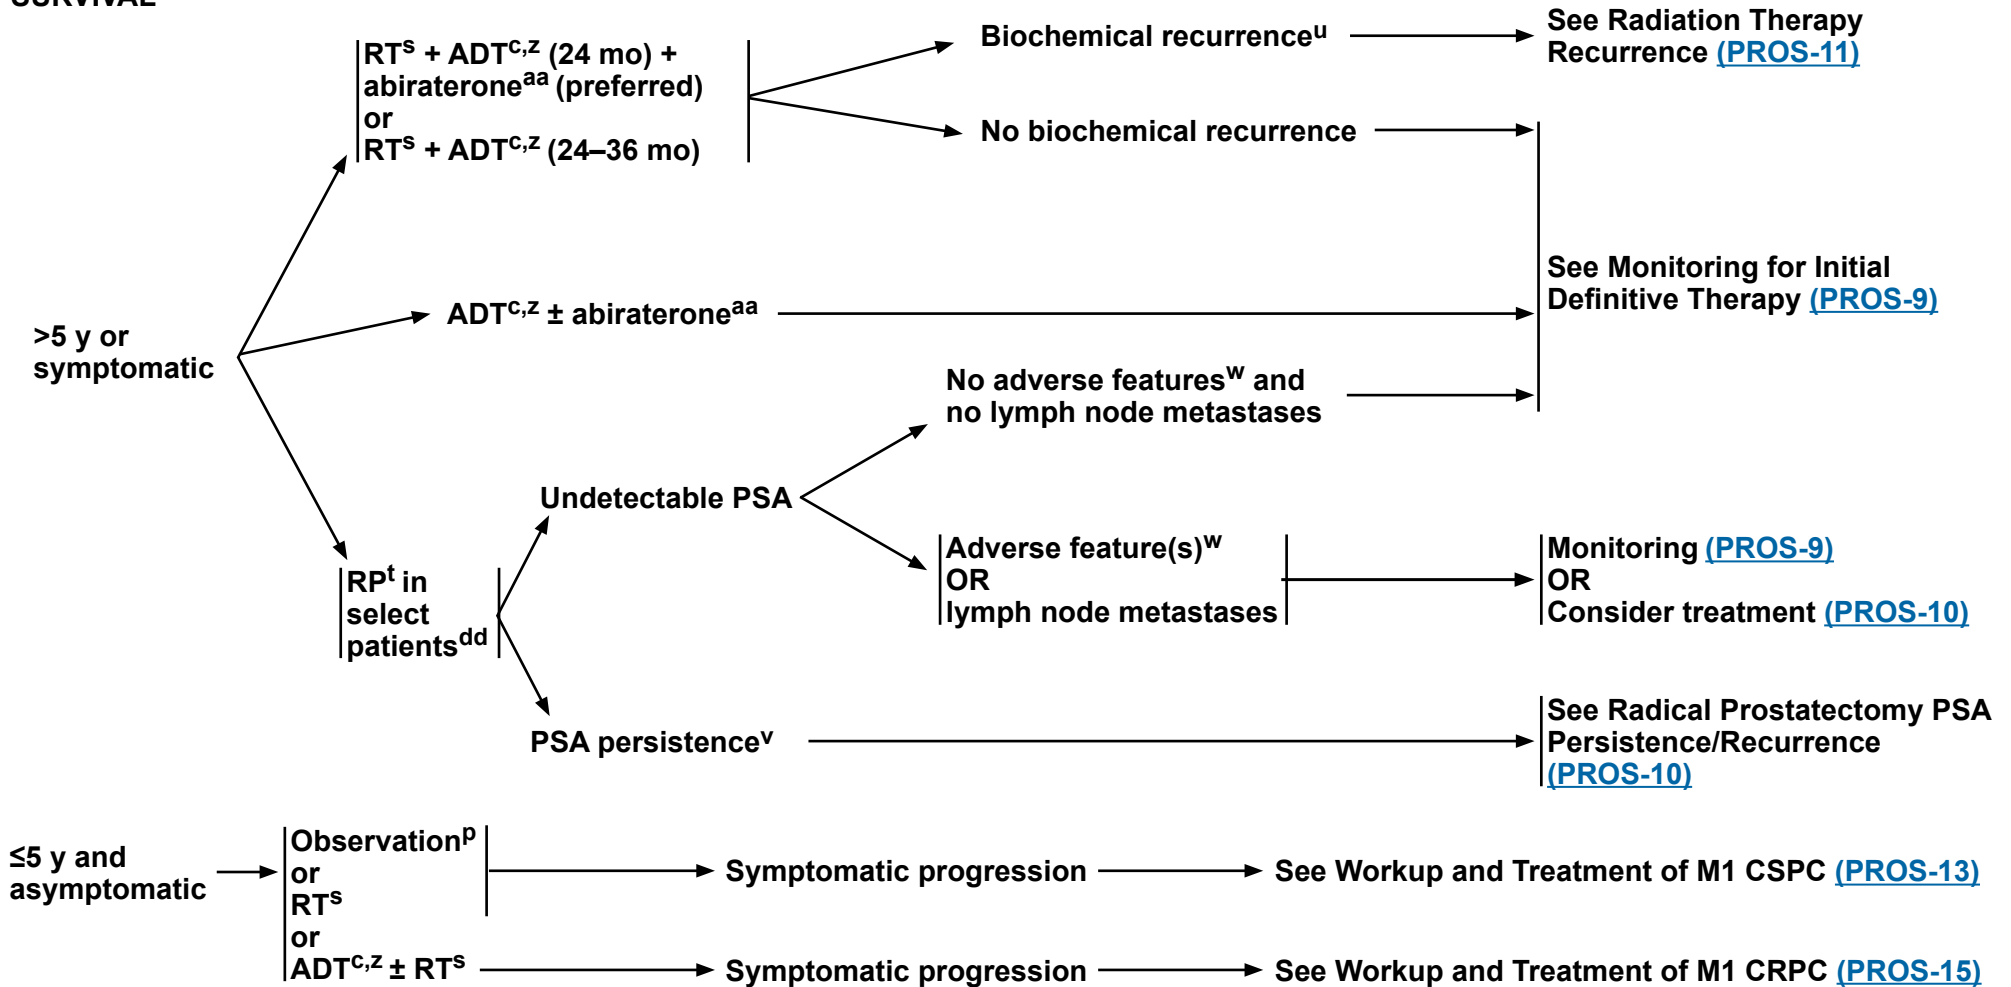 RTs + ADTc,z (24 mo) +
abirateroneaa (preferred)
or
RTs + ADTc,z (24–36 mo)
Biochemical recurrenceu
See Radiation Therapy
Recurrence (PROS-11)
No biochemical recurrence
>5 y or
symptomatic
ADTc,z ± abirateroneaa
See Monitoring for Initial
Definitive Therapy (PROS-9)
No adverse featuresw and
no lymph node metastases
Undetectable PSA
Adverse feature(s)w
OR
lymph node metastases
Monitoring (PROS-9)
OR
Consider treatment (PROS-10)
RPt in
select
patientsdd
PSA persistencev
See Radical Prostatectomy PSA
Persistence/Recurrence
(PROS-10)
≤5 y and
asymptomatic
Observationp
or
RTs
or
ADTc,z ± RTs
Symptomatic progression
See Workup and Treatment of M1 CSPC (PROS-13)
Symptomatic progression
See Workup and Treatment of M1 CRPC (PROS-15)